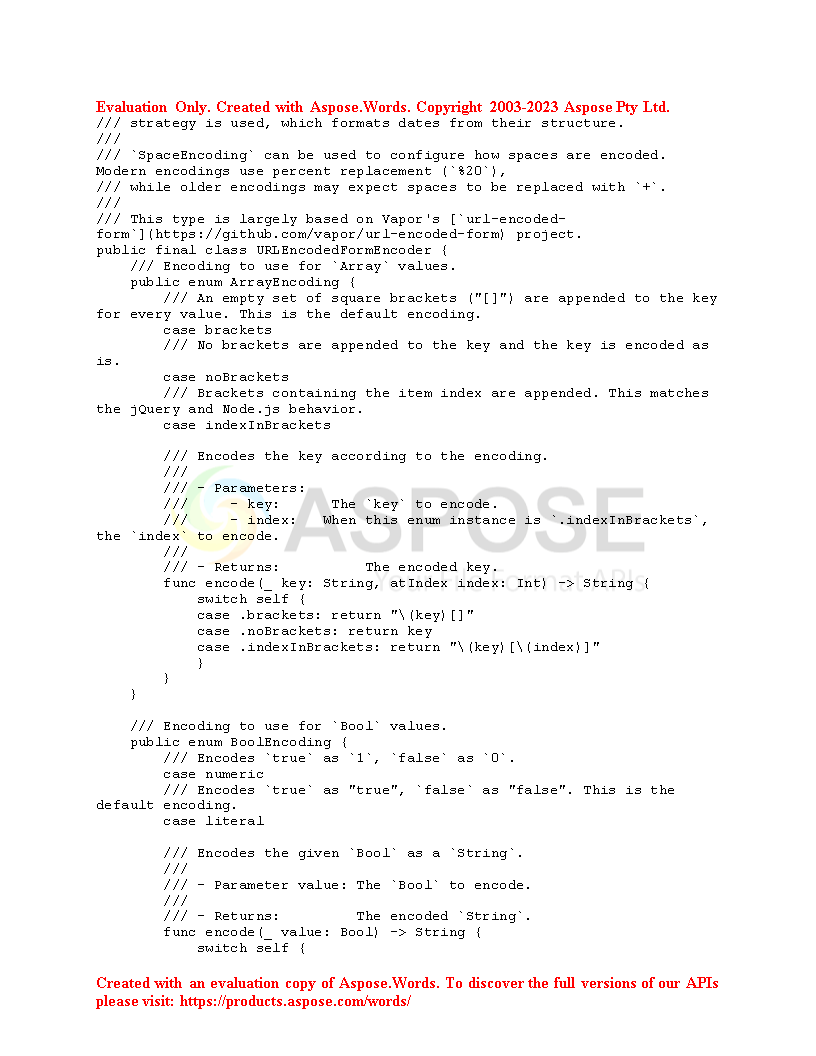 Evaluation Only. Created with Aspose.Words. Copyright 2003-2023 Aspose Pty Ltd.
/// strategy is used, which formats dates from their structure.
///
/// `SpaceEncoding` can be used to configure how spaces are encoded.
Modern encodings use percent replacement (`%20`),
/// while older encodings may expect spaces to be replaced with `+`.
///
/// This type is largely based on Vapor's [`url-encoded-
form`](https://github.com/vapor/url-encoded-form) project.
public final class URLEncodedFormEncoder {
    /// Encoding to use for `Array` values.
    public enum ArrayEncoding {
        /// An empty set of square brackets ("[]") are appended to the key
for every value. This is the default encoding.
        case brackets
        /// No brackets are appended to the key and the key is encoded as
is.
        case noBrackets
        /// Brackets containing the item index are appended. This matches
the jQuery and Node.js behavior.
        case indexInBrackets

        /// Encodes the key according to the encoding.
        ///
        /// - Parameters:
        ///     - key:      The `key` to encode.
        ///     - index:   When this enum instance is `.indexInBrackets`,
the `index` to encode.
        ///
        /// - Returns:          The encoded key.
        func encode(_ key: String, atIndex index: Int) -> String {
            switch self {
            case .brackets: return "\(key)[]"
            case .noBrackets: return key
            case .indexInBrackets: return "\(key)[\(index)]"
            }
        }
    }

    /// Encoding to use for `Bool` values.
    public enum BoolEncoding {
        /// Encodes `true` as `1`, `false` as `0`.
        case numeric
        /// Encodes `true` as "true", `false` as "false". This is the
default encoding.
        case literal

        /// Encodes the given `Bool` as a `String`.
        ///
        /// - Parameter value: The `Bool` to encode.
        ///
        /// - Returns:         The encoded `String`.
        func encode(_ value: Bool) -> String {
            switch self {
ASPOSE
Your File Format APIs
Created with an evaluation copy of Aspose.Words. To discover the full versions of our APIs
please visit: https://products.aspose.com/words/